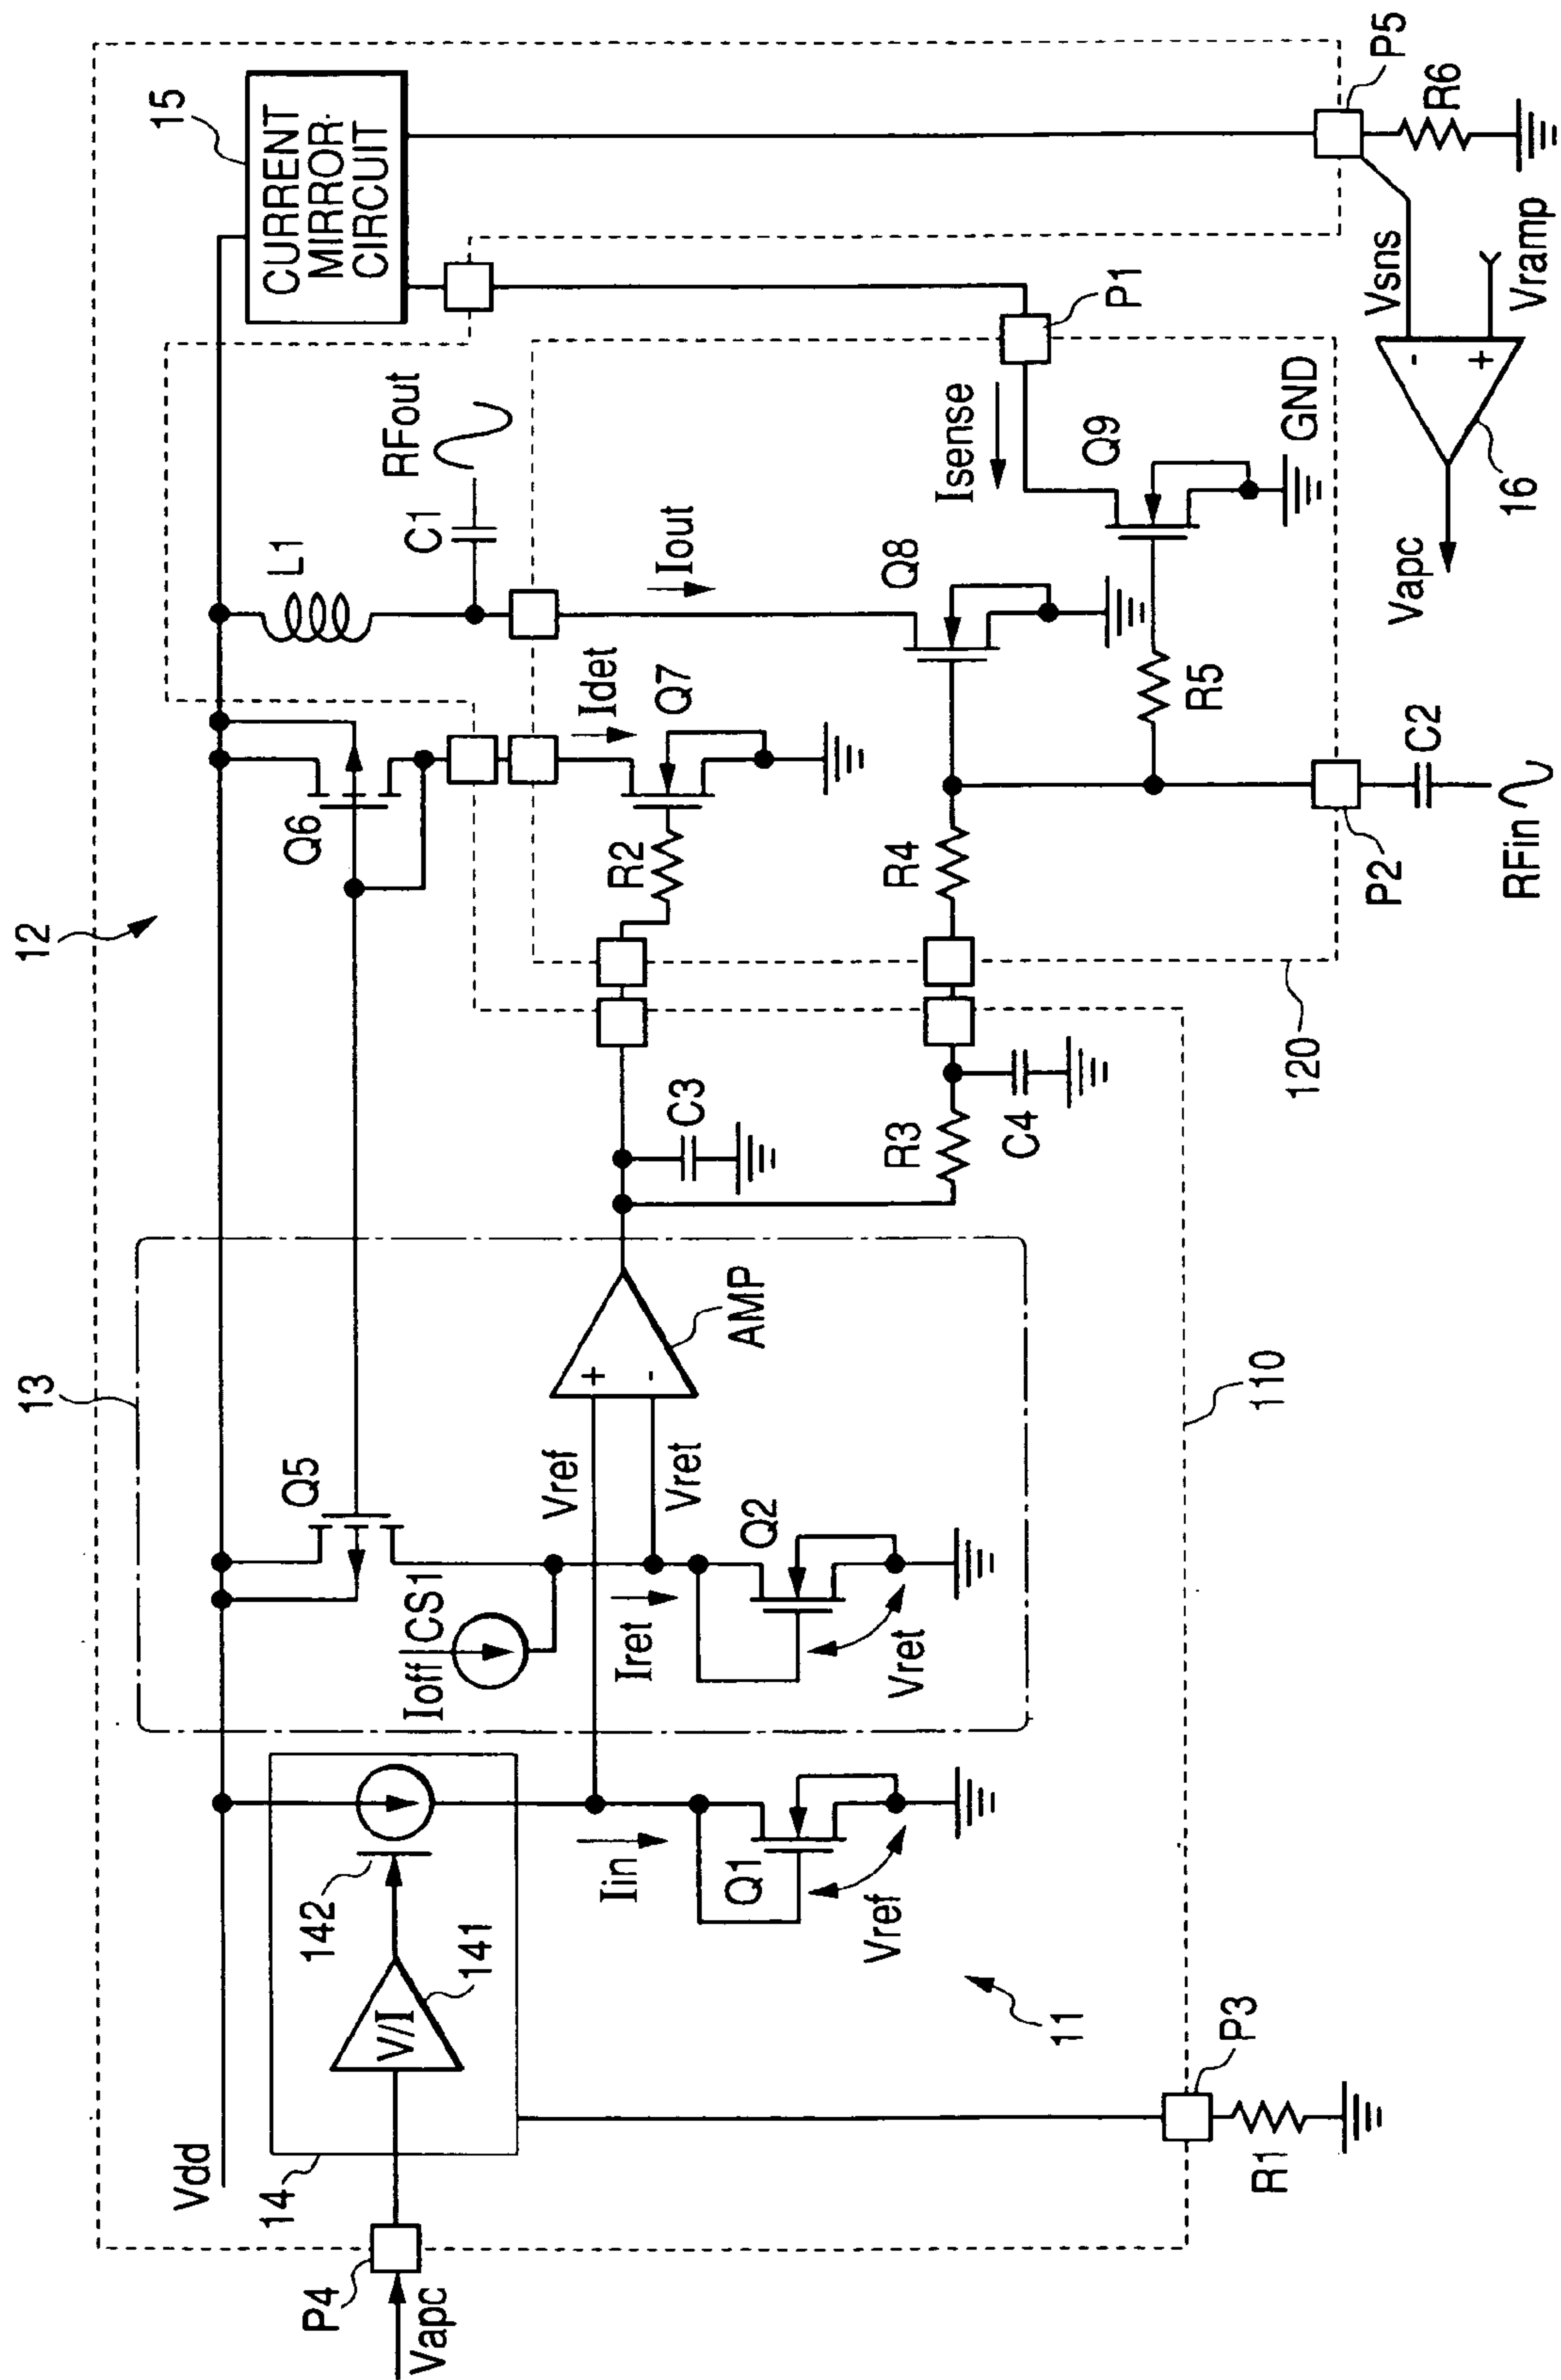 12
13
15
CURRENT
MIRROR
CIRCUIT
Vdd
14
P4
Vapc
V/I
141
142
Iin
Q1
Vref
11
Q5
Ioff
CS1
Iret
Vref
Vret
Q2
Vret
AMP
Q6
L1
C1
RFout
Iout
Idet
Q7
R2
C3
R3
C4
R4
Q8
Isense
P1
Q9
GND
R5
110
120
P3
R1
P2
C2
RFin
P5
R6
Vsns
Vramp
-
+
+
-
16
Vapc